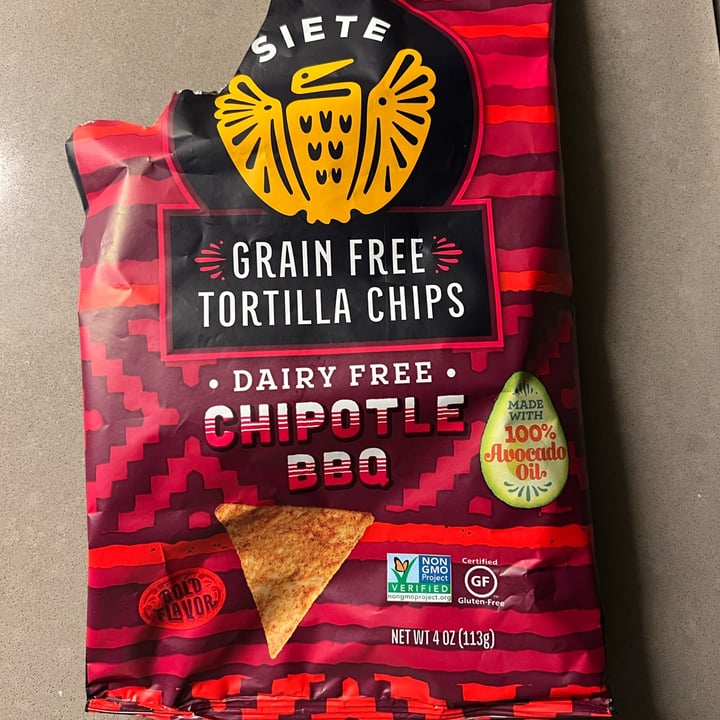 SIETE
GRAIN FREE
TORTILLA CHIPS
• DAIRY FREE •
CHIPOTLE
BBQ
MADE
WITH
100%
Avocado
Oil
BOLD
FLAVOR
NON
GMO
Project
VERIFIED
nongmoproject.org
Certified
GF
Gluten-Free
NET WT 4 OZ (113g)